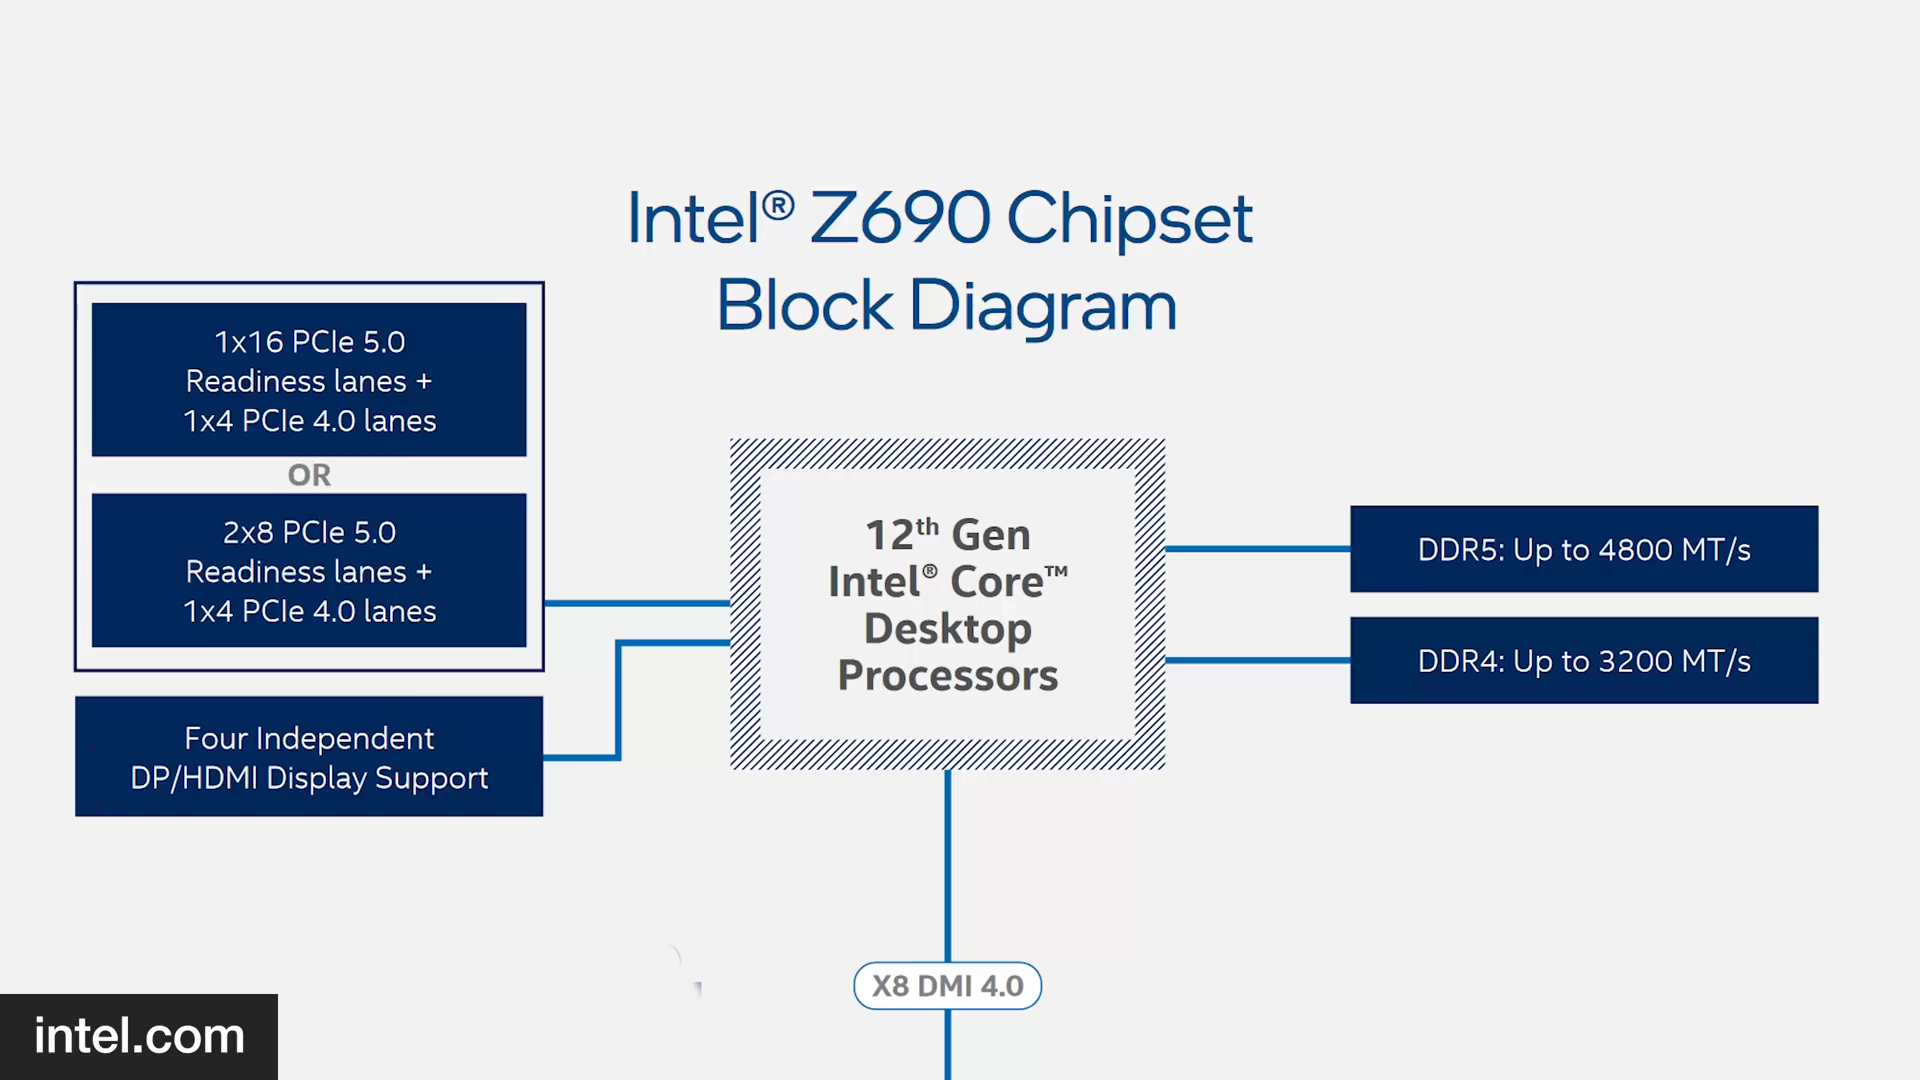 Intel® Z690 Chipset
Block Diagram
1x16 PCIe 5.0
Readiness lanes +
1x4 PCIe 4.0 lanes
OR
2x8 PCIe 5.0
Readiness lanes +
1x4 PCIe 4.0 lanes
Four Independent
DP/HDMI Display Support
12th Gen
Intel® Core™
Desktop
Processors
DDR5: Up to 4800 MT/s
DDR4: Up to 3200 MT/s
X8 DMI 4.0
intel.com